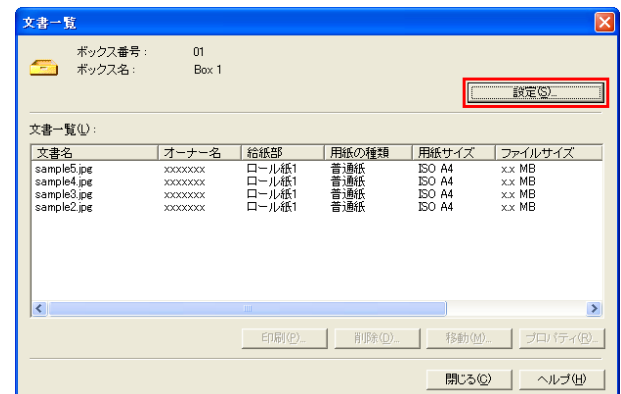 文書一覧
ボックス番号： 01
ボックス名： Box 1
設定(S)...
文書一覧(L)：
文書名 オーナー名 給紙部 用紙の種類 用紙サイズ ファイルサイズ
sample5.jpg xxxxxxx ロール紙1 普通紙 ISO A4 x.x MB
sample4.jpg xxxxxxx ロール紙1 普通紙 ISO A4 x.x MB
sample3.jpg xxxxxxx ロール紙1 普通紙 ISO A4 x.x MB
sample2.jpg xxxxxxx ロール紙1 普通紙 ISO A4 x.x MB
印刷(P)... 削除(D)... 移動(M)... プロパティ(R)...
閉じる(C) ヘルプ(H)